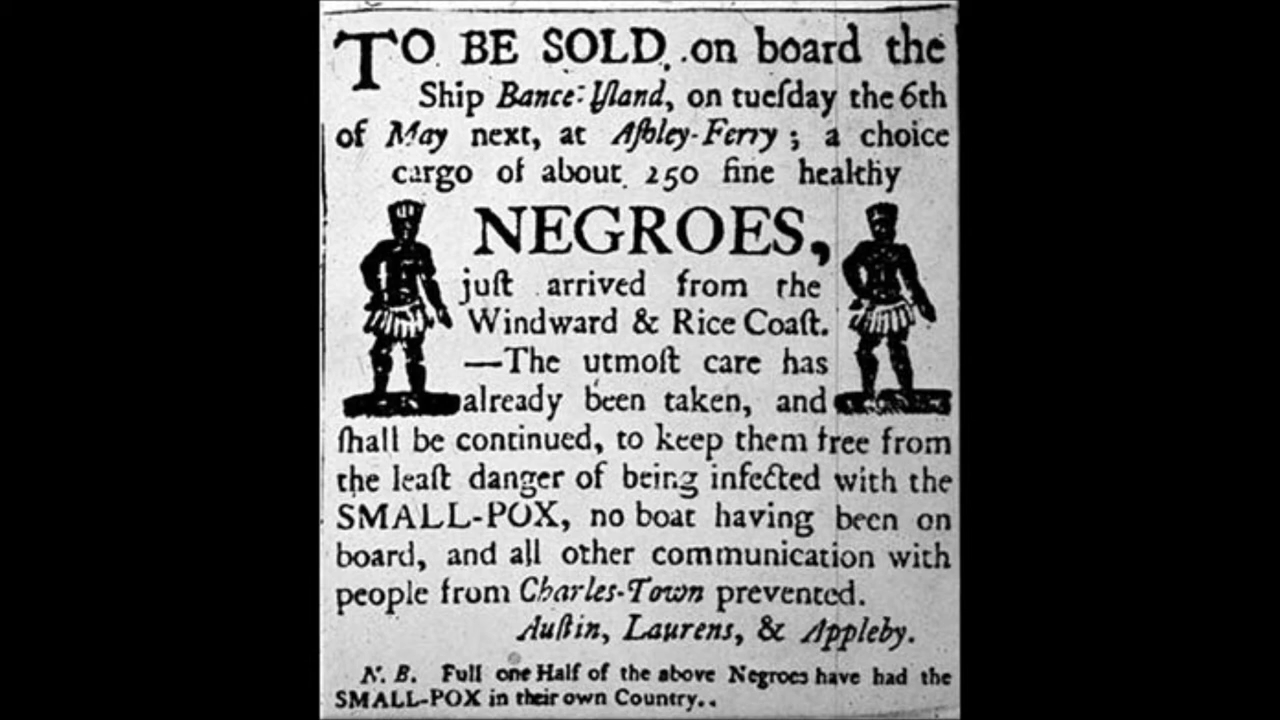 TO BE SOLD, on board the
Ship Bance-Yſland, on tueſday the 6th
of May next, at Aſhley-Ferry; a choice
cargo of about 250 fine healthy
NEGROES,
juſt arrived from the
Windward & Rice Coaſt.
—The utmoſt care has
already been taken, and
ſhall be continued, to keep them free from
the leaſt danger of being infected with the
SMALL-POX, no boat having been on
board, and all other communication with
people from Charles-Town prevented.
Auſtin, Laurens, & Appleby.
N. B. Full one Half of the above Negroes have had the
SMALL-POX in their own Country..